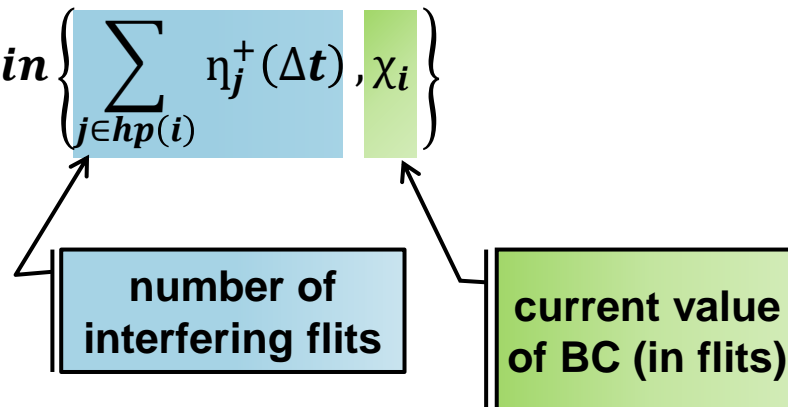 in { ∑ η_j^+(Δt) , χ_i }
j∈hp(i)
number of
interfering flits
current value
of BC (in flits)